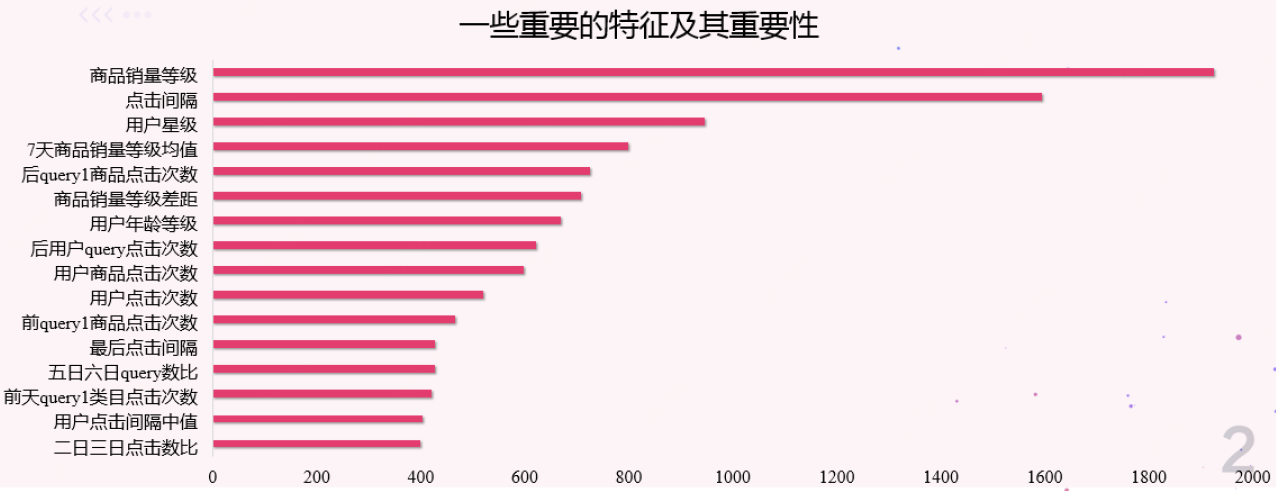 一些重要的特征及其重要性
商品销量等级
点击间隔
用户星级
7天商品销量等级均值
后query1商品点击次数
商品销量等级差距
用户年龄等级
后用户query点击次数
用户商品点击次数
用户点击次数
前query1商品点击次数
最后点击间隔
五日六日query数比
前天query1类目点击次数
用户点击间隔中值
二日三日点击数比
0 200 400 600 800 1000 1200 1400 1600 1800 2000
2